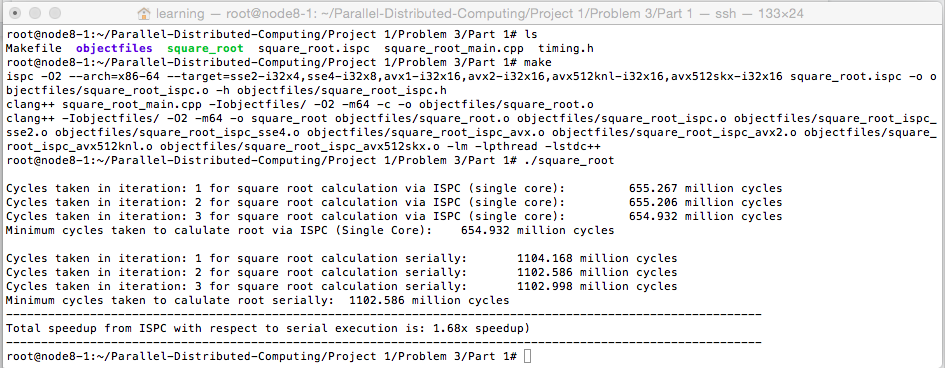 learning — root@node8-1: ~/Parallel-Distributed-Computing/Project 1/Problem 3/Part 1 — ssh — 133×24
root@node8-1:~/Parallel-Distributed-Computing/Project 1/Problem 3/Part 1# ls
Makefile  objectfiles  square_root  square_root.ispc  square_root_main.cpp  timing.h
root@node8-1:~/Parallel-Distributed-Computing/Project 1/Problem 3/Part 1# make
ispc -O2 --arch=x86-64 --target=sse2-i32x4,sse4-i32x8,avx1-i32x16,avx2-i32x16,avx512knl-i32x16,avx512skx-i32x16 square_root.ispc -o o
bjectfiles/square_root_ispc.o -h objectfiles/square_root_ispc.h
clang++ square_root_main.cpp -Iobjectfiles/ -O2 -m64 -c -o objectfiles/square_root.o
clang++ -Iobjectfiles/ -O2 -m64 -o square_root objectfiles/square_root.o objectfiles/square_root_ispc.o objectfiles/square_root_ispc_
sse2.o objectfiles/square_root_ispc_sse4.o objectfiles/square_root_ispc_avx.o objectfiles/square_root_ispc_avx2.o objectfiles/square_
root_ispc_avx512knl.o objectfiles/square_root_ispc_avx512skx.o -lm -lpthread -lstdc++
root@node8-1:~/Parallel-Distributed-Computing/Project 1/Problem 3/Part 1# ./square_root
Cycles taken in iteration: 1 for square root calculation via ISPC (single core):         655.267 million cycles
Cycles taken in iteration: 2 for square root calculation via ISPC (single core):         655.206 million cycles
Cycles taken in iteration: 3 for square root calculation via ISPC (single core):         654.932 million cycles
Minimum cycles taken to calulate root via ISPC (Single Core):    654.932 million cycles
Cycles taken in iteration: 1 for square root calculation serially:       1104.168 million cycles
Cycles taken in iteration: 2 for square root calculation serially:       1102.586 million cycles
Cycles taken in iteration: 3 for square root calculation serially:       1102.998 million cycles
Minimum cycles taken to calulate root serially:  1102.586 million cycles
-----------------------------------------------------------------------------------------------------------
Total speedup from ISPC with respect to serial execution is: 1.68x speedup)
-----------------------------------------------------------------------------------------------------------
root@node8-1:~/Parallel-Distributed-Computing/Project 1/Problem 3/Part 1#